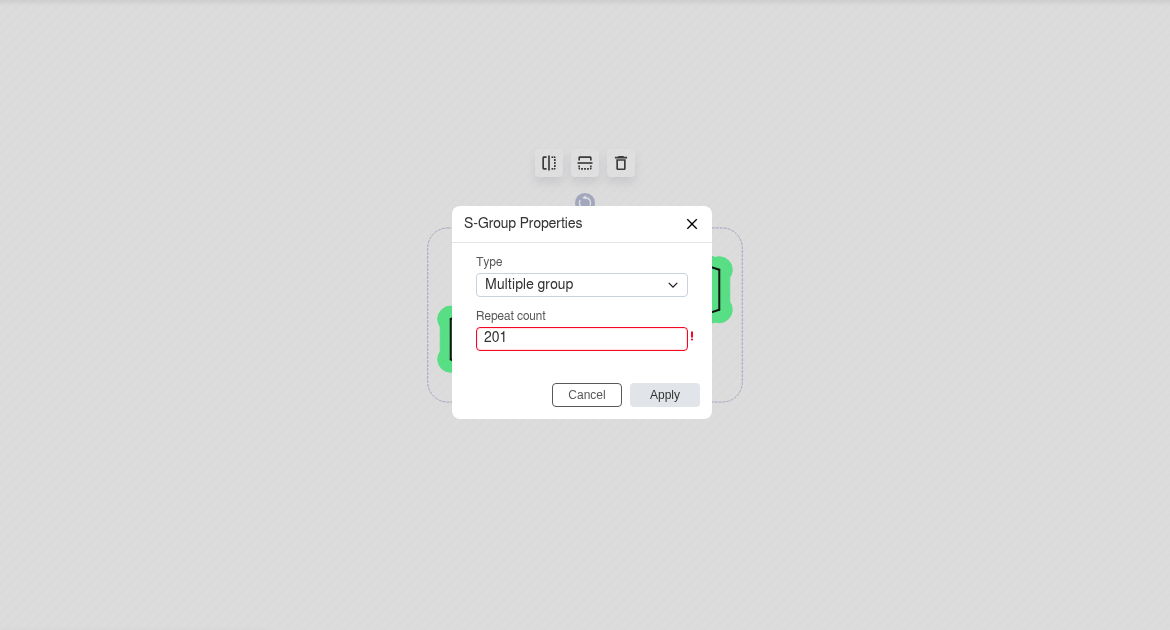 S-Group Properties
Type
Multiple group
Repeat count
201
!
Cancel
Apply